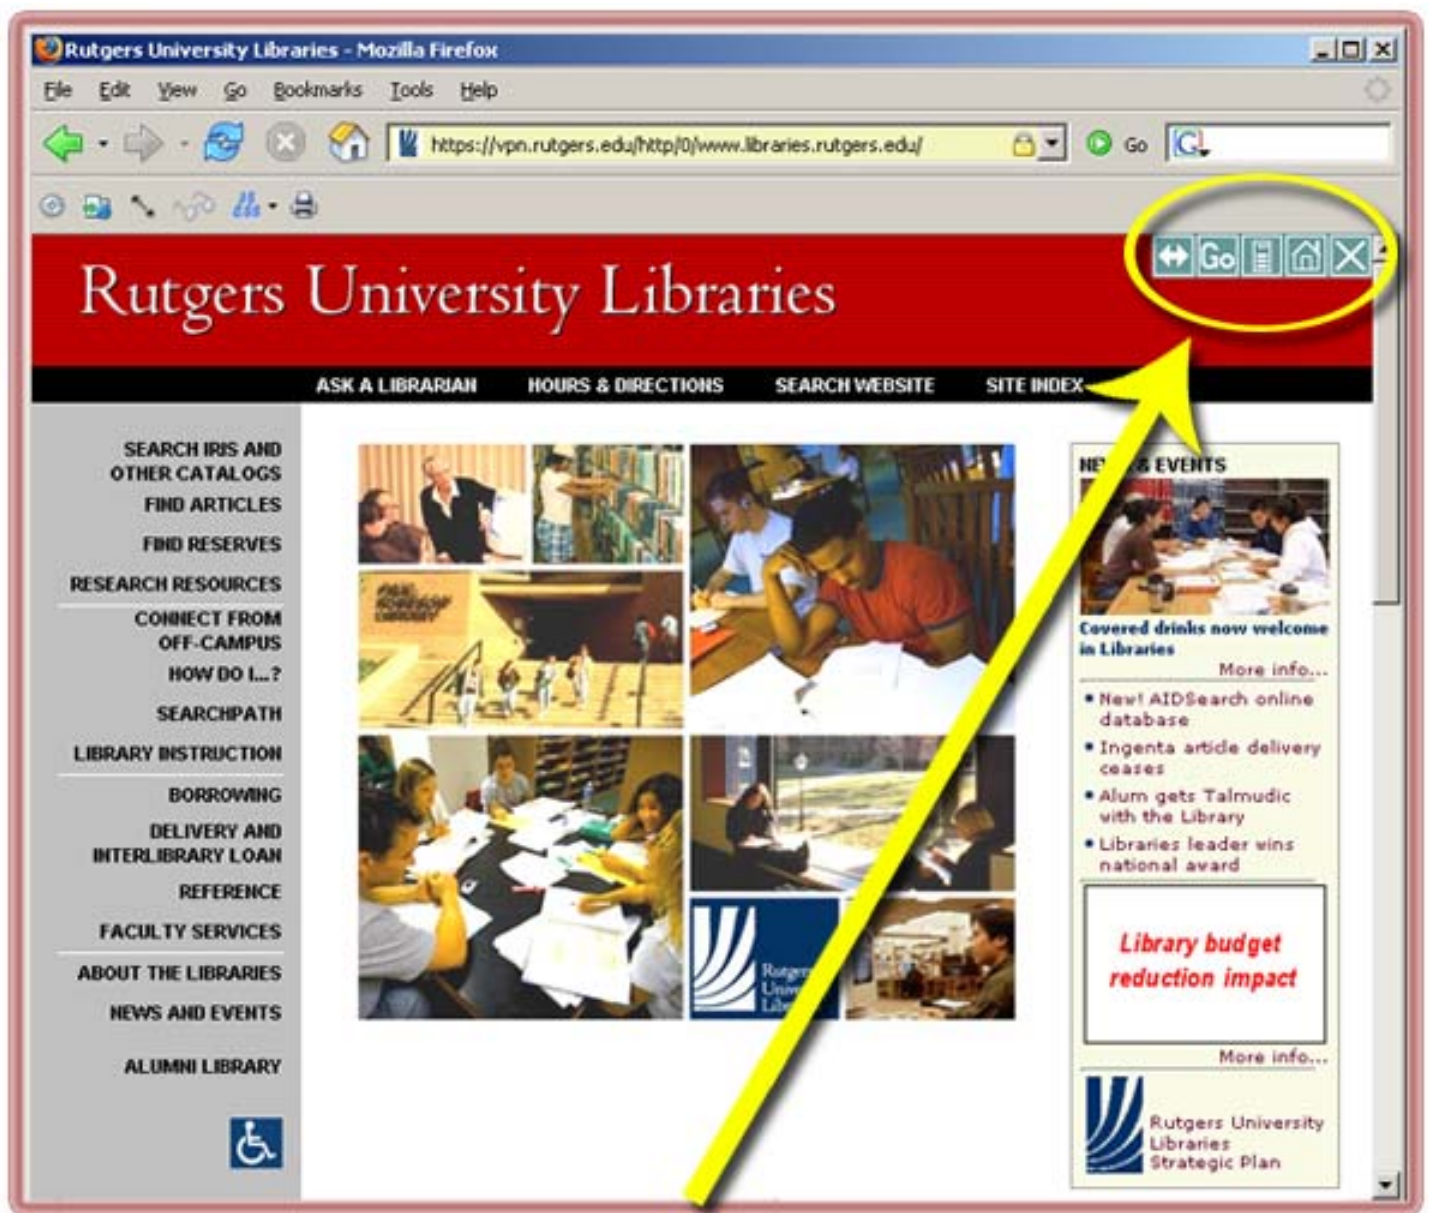 Rutgers University Libraries - Mozilla Firefox
File Edit View Go Bookmarks Tools Help
https://vpn.rutgers.edu/http/0/www.libraries.rutgers.edu/
Go
G
Go
Rutgers University Libraries
ASK A LIBRARIAN HOURS & DIRECTIONS SEARCH WEBSITE SITE INDEX
SEARCH IRIS AND
OTHER CATALOGS
FIND ARTICLES
FIND RESERVES
RESEARCH RESOURCES
CONNECT FROM
OFF-CAMPUS
HOW DO I...?
SEARCHPATH
LIBRARY INSTRUCTION
BORROWING
DELIVERY AND
INTERLIBRARY LOAN
REFERENCE
FACULTY SERVICES
ABOUT THE LIBRARIES
NEWS AND EVENTS
ALUMNI LIBRARY
LIBRARY
& EVENTS
Covered drinks now welcome
in Libraries
More info...
• New! AIDSearch online
database
• Ingenta article delivery
ceases
• Alum gets Talmudic
with the Library
• Libraries leader wins
national award
Library budget
reduction impact
More info...
Rutgers University
Libraries
Strategic Plan